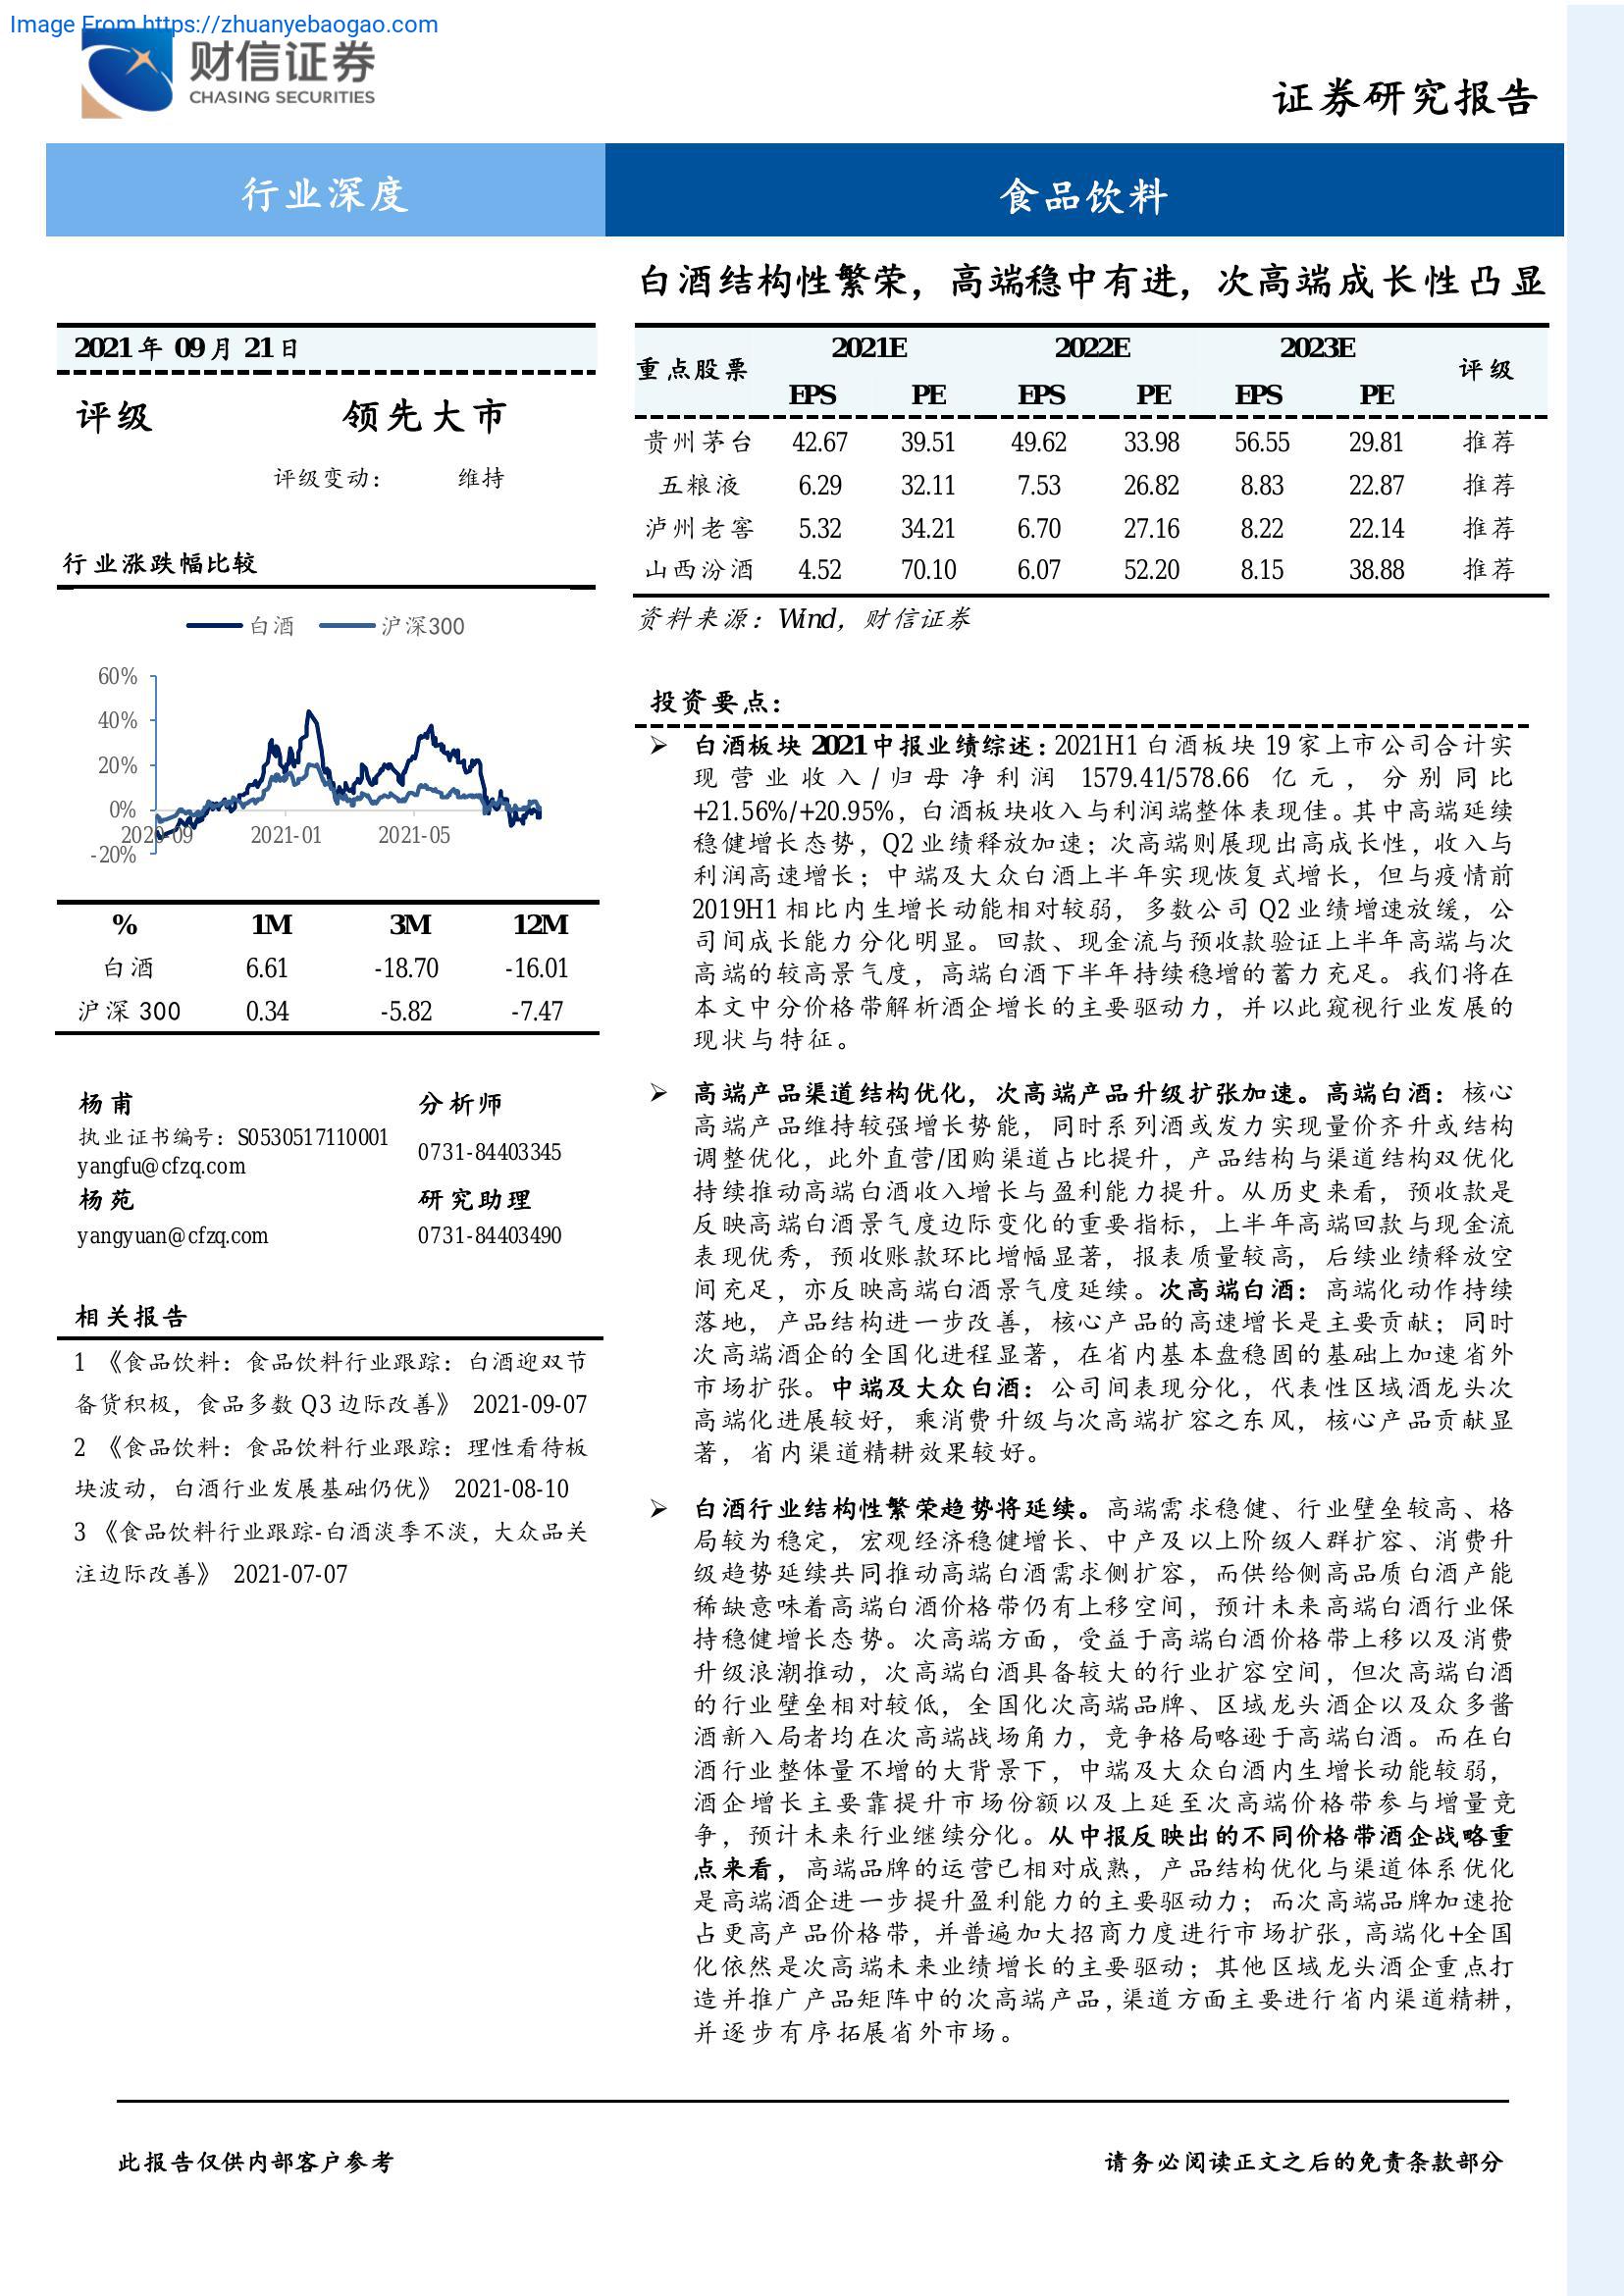 Image From https://zhuanyebaogao.com
财信证券
CHASING SECURITIES
证券研究报告
行业深度
食品饮料
白酒结构性繁荣，高端稳中有进，次高端成长性凸显
2021年 09月 21日
评级 领先大市
评级变动： 维持
行业涨跌幅比较
白酒 沪深300
60%
40%
20%
0%
-20%
2020-09 2021-01 2021-05
% 1M 3M 12M
白酒 6.61 -18.70 -16.01
沪深 300 0.34 -5.82 -7.47
杨甫 分析师
执业证书编号：S0530517110001
yangfu@cfzq.com 0731-84403345
杨苑 研究助理
yangyuan@cfzq.com 0731-84403490
相关报告
1 《食品饮料：食品饮料行业跟踪：白酒迎双节
备货积极，食品多数 Q3 边际改善》 2021-09-07
2 《食品饮料：食品饮料行业跟踪：理性看待板
块波动，白酒行业发展基础仍优》 2021-08-10
3 《食品饮料行业跟踪-白酒淡季不淡，大众品关
注边际改善》 2021-07-07
重点股票 2021E 2022E 2023E 评级
EPS PE EPS PE EPS PE
贵州茅台 42.67 39.51 49.62 33.98 56.55 29.81 推荐
五粮液 6.29 32.11 7.53 26.82 8.83 22.87 推荐
泸州老窖 5.32 34.21 6.70 27.16 8.22 22.14 推荐
山西汾酒 4.52 70.10 6.07 52.20 8.15 38.88 推荐
资料来源：Wind，财信证券
投资要点：
➢ 白酒板块 2021 中报业绩综述：2021H1 白酒板块 19 家上市公司合计实
现营业收入/归母净利润 1579.41/578.66 亿元，分别同比
+21.56%/+20.95%，白酒板块收入与利润端整体表现佳。其中高端延续
稳健增长态势，Q2 业绩释放加速；次高端则展现出高成长性，收入与
利润高速增长；中端及大众白酒上半年实现恢复式增长，但与疫情前
2019H1 相比内生增长动能相对较弱，多数公司 Q2 业绩增速放缓，公
司间成长能力分化明显。回款、现金流与预收款验证上半年高端与次
高端的较高景气度，高端白酒下半年持续稳增的蓄力充足。我们将在
本文中分价格带解析酒企增长的主要驱动力，并以此窥视行业发展的
现状与特征。
➢ 高端产品渠道结构优化，次高端产品升级扩张加速。高端白酒：核心
高端产品维持较强增长势能，同时系列酒或发力实现量价齐升或结构
调整优化，此外直营/团购渠道占比提升，产品结构与渠道结构双优化
持续推动高端白酒收入增长与盈利能力提升。从历史来看，预收款是
反映高端白酒景气度边际变化的重要指标，上半年高端回款与现金流
表现优秀，预收账款环比增幅显著，报表质量较高，后续业绩释放空
间充足，亦反映高端白酒景气度延续。次高端白酒：高端化动作持续
落地，产品结构进一步改善，核心产品的高速增长是主要贡献；同时
次高端酒企的全国化进程显著，在省内基本盘稳固的基础上加速省外
市场扩张。中端及大众白酒：公司间表现分化，代表性区域酒龙头次
高端化进展较好，乘消费升级与次高端扩容之东风，核心产品贡献显
著，省内渠道精耕效果较好。
➢ 白酒行业结构性繁荣趋势将延续。高端需求稳健、行业壁垒较高、格
局较为稳定，宏观经济稳健增长、中产及以上阶级人群扩容、消费升
级趋势延续共同推动高端白酒需求侧扩容，而供给侧高品质白酒产能
稀缺意味着高端白酒价格带仍有上移空间，预计未来高端白酒行业保
持稳健增长态势。次高端方面，受益于高端白酒价格带上移以及消费
升级浪潮推动，次高端白酒具备较大的行业扩容空间，但次高端白酒
的行业壁垒相对较低，全国化次高端品牌、区域龙头酒企以及众多酱
酒新入局者均在次高端战场角力，竞争格局略逊于高端白酒。而在白
酒行业整体量不增的大背景下，中端及大众白酒内生增长动能较弱，
酒企增长主要靠提升市场份额以及上延至次高端价格带参与增量竞
争，预计未来行业继续分化。从中报反映出的不同价格带酒企战略重
点来看，高端品牌的运营已相对成熟，产品结构优化与渠道体系优化
是高端酒企进一步提升盈利能力的主要驱动力；而次高端品牌加速抢
占更高产品价格带，并普遍加大招商力度进行市场扩张，高端化+全国
化依然是次高端未来业绩增长的主要驱动；其他区域龙头酒企重点打
造并推广产品矩阵中的次高端产品，渠道方面主要进行省内渠道精耕，
并逐步有序拓展省外市场。
此报告仅供内部客户参考
请务必阅读正文之后的免责条款部分